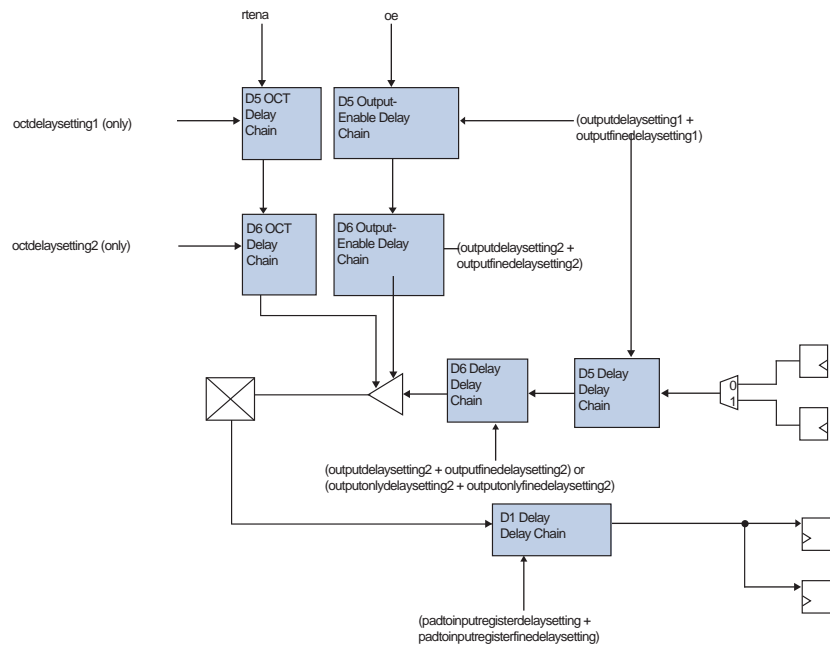 rtena
oe
D5 OCT
Delay
Chain
D5 Output-
Enable Delay
Chain
octdelaysetting1 (only)
(outputdelaysetting1 +
outputfinedelaysetting1)
D6 OCT
Delay
Chain
D6 Output-
Enable Delay
Chain
octdelaysetting2 (only)
(outputdelaysetting2 +
outputfinedelaysetting2)
D6 Delay
Delay
Chain
D5 Delay
Delay
Chain
0
1
(outputdelaysetting2 + outputfinedelaysetting2) or
(outputonlydelaysetting2 + outputonlyfinedelaysetting2)
D1 Delay
Delay Chain
(padtoinputregisterdelaysetting +
padtoinputregisterfinedelaysetting)